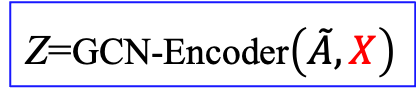 Z=GCN-Encoder(Ã, X)